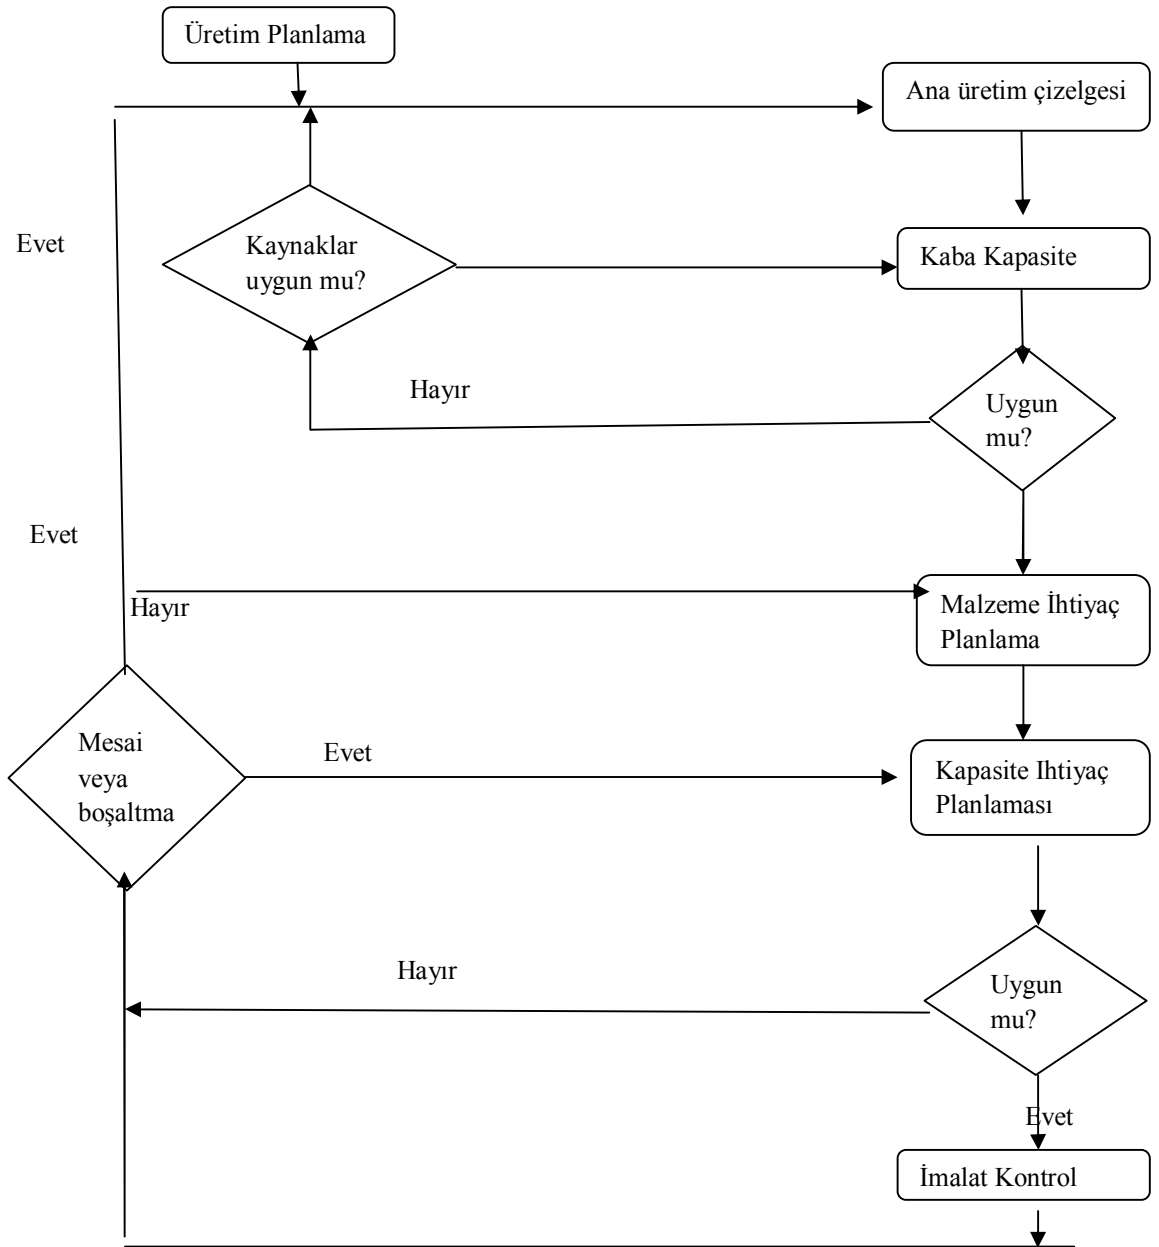 Üretim Planlama
Ana üretim çizelgesi
Evet
Kaynaklar
uygun mu?
Kaba Kapasite
Hayır
Uygun
mu?
Evet
Hayır
Malzeme İhtiyaç
Planlama
Mesai
veya
boşaltma
Evet
Kapasite Ihtiyaç
Planlaması
Hayır
Uygun
mu?
Evet
İmalat Kontrol